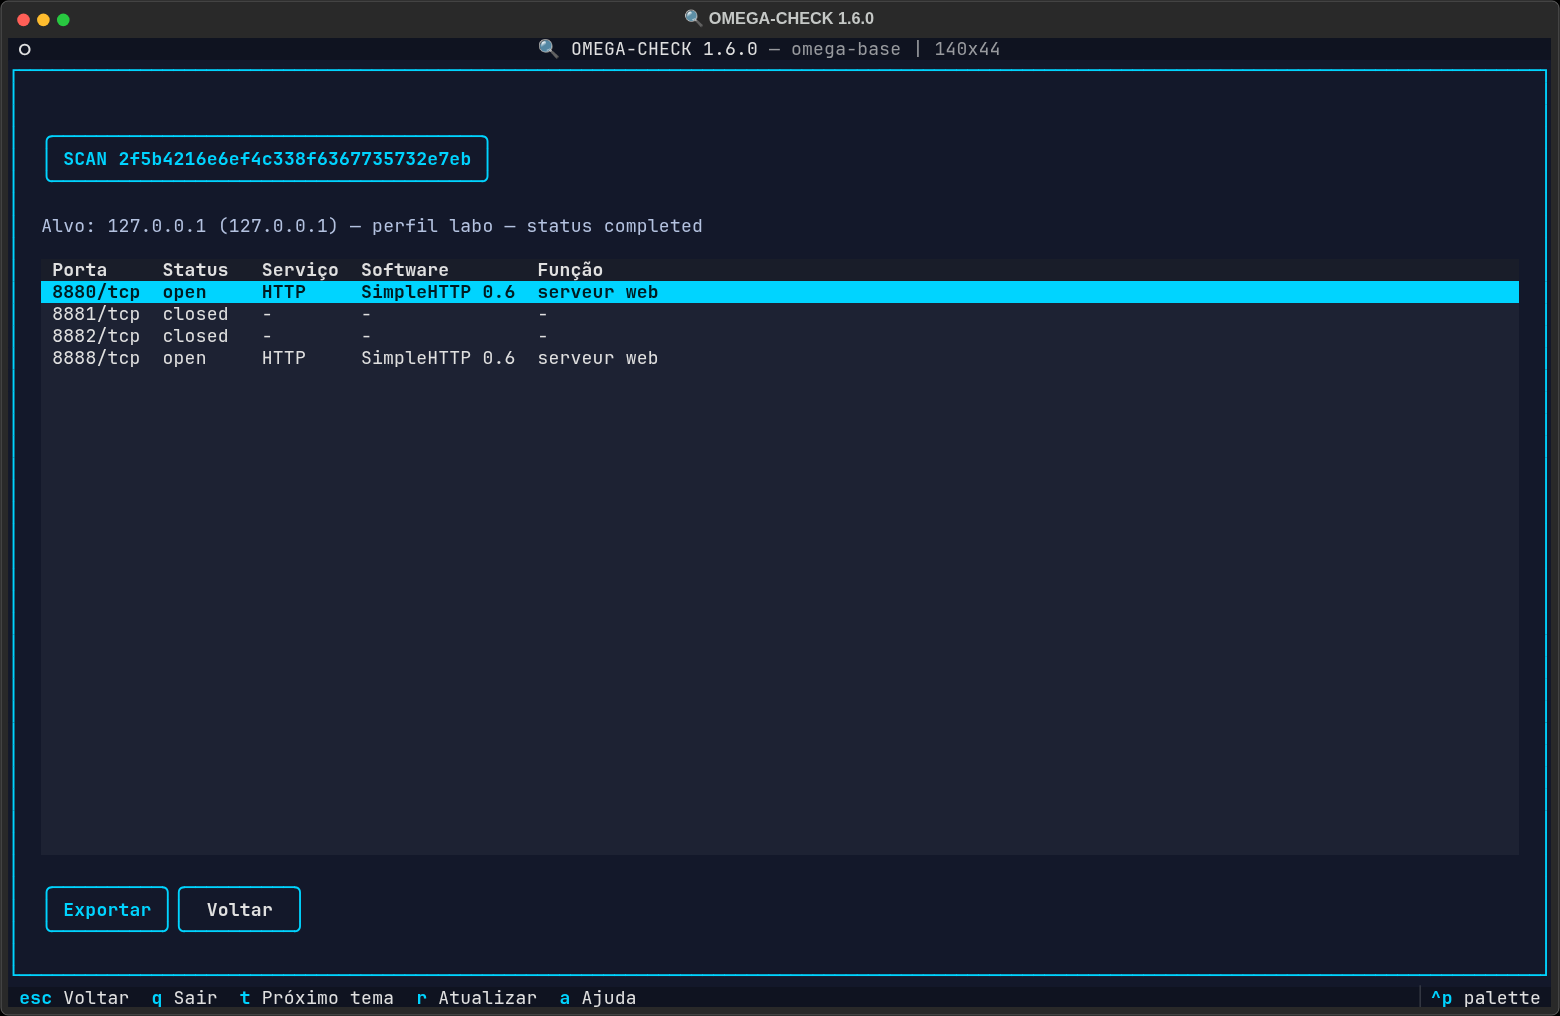 🔍 OMEGA-CHECK 1.6.0
🔍 OMEGA-CHECK 1.6.0 — omega-base | 140x44
SCAN 2f5b4216e6ef4c338f6367735732e7eb
Alvo: 127.0.0.1 (127.0.0.1) — perfil labo — status completed
Porta Status Serviço Software Função
8880/tcp open HTTP SimpleHTTP 0.6 serveur web
8881/tcp closed - - -
8882/tcp closed - - -
8888/tcp open HTTP SimpleHTTP 0.6 serveur web
Exportar Voltar
esc Voltar q Sair t Próximo tema r Atualizar a Ajuda ^p palette